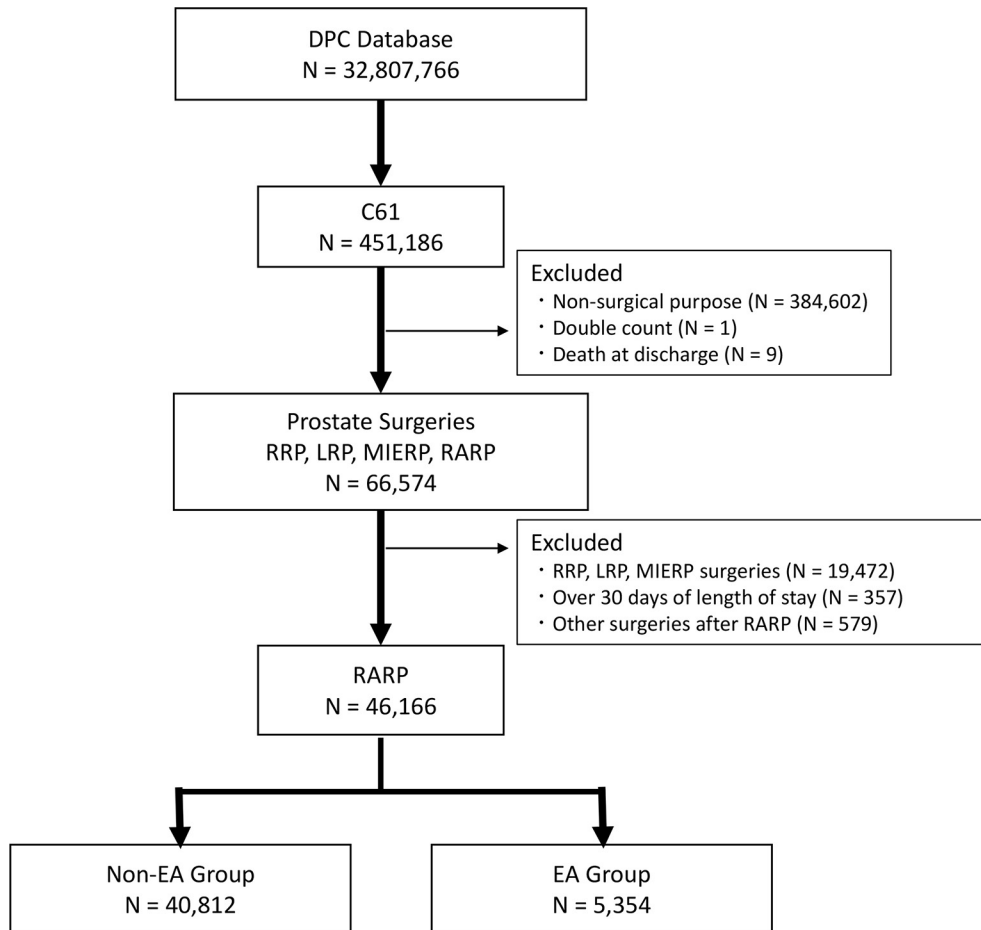 DPC Database
N = 32,807,766
C61
N = 451,186
Excluded
・Non-surgical purpose (N = 384,602)
・Double count (N = 1)
・Death at discharge (N = 9)
Prostate Surgeries
RRP, LRP, MIERP, RARP
N = 66,574
Excluded
・RRP, LRP, MIERP surgeries (N = 19,472)
・Over 30 days of length of stay (N = 357)
・Other surgeries after RARP (N = 579)
RARP
N = 46,166
Non-EA Group
N = 40,812
EA Group
N = 5,354